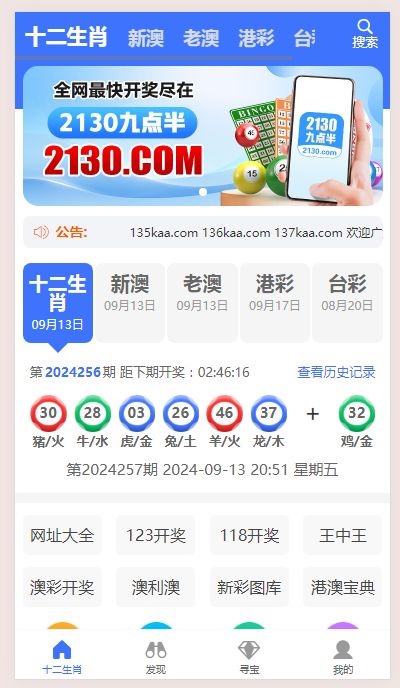 十二生肖 新澳 老澳 港彩 台彩 搜索
全网最快开奖尽在
2130九点半
2130.COM
BINGO
2130
九点半
2130.com
公告: 135kaa.com 136kaa.com 137kaa.com 欢迎广
十二生肖 新澳 老澳 港彩 台彩
09月13日 09月13日 09月13日 09月17日 08月20日
第2024256期 距下期开奖：02:46:16 查看历史记录
30 28 03 26 46 37 + 32
猪/火 牛/水 虎/金 兔/土 羊/火 龙/木 鸡/金
第2024257期 2024-09-13 20:51 星期五
网址大全 123开奖 118开奖 王中王
澳彩开奖 澳利澳 新彩图库 港澳宝典
十二生肖 发现 寻宝 我的